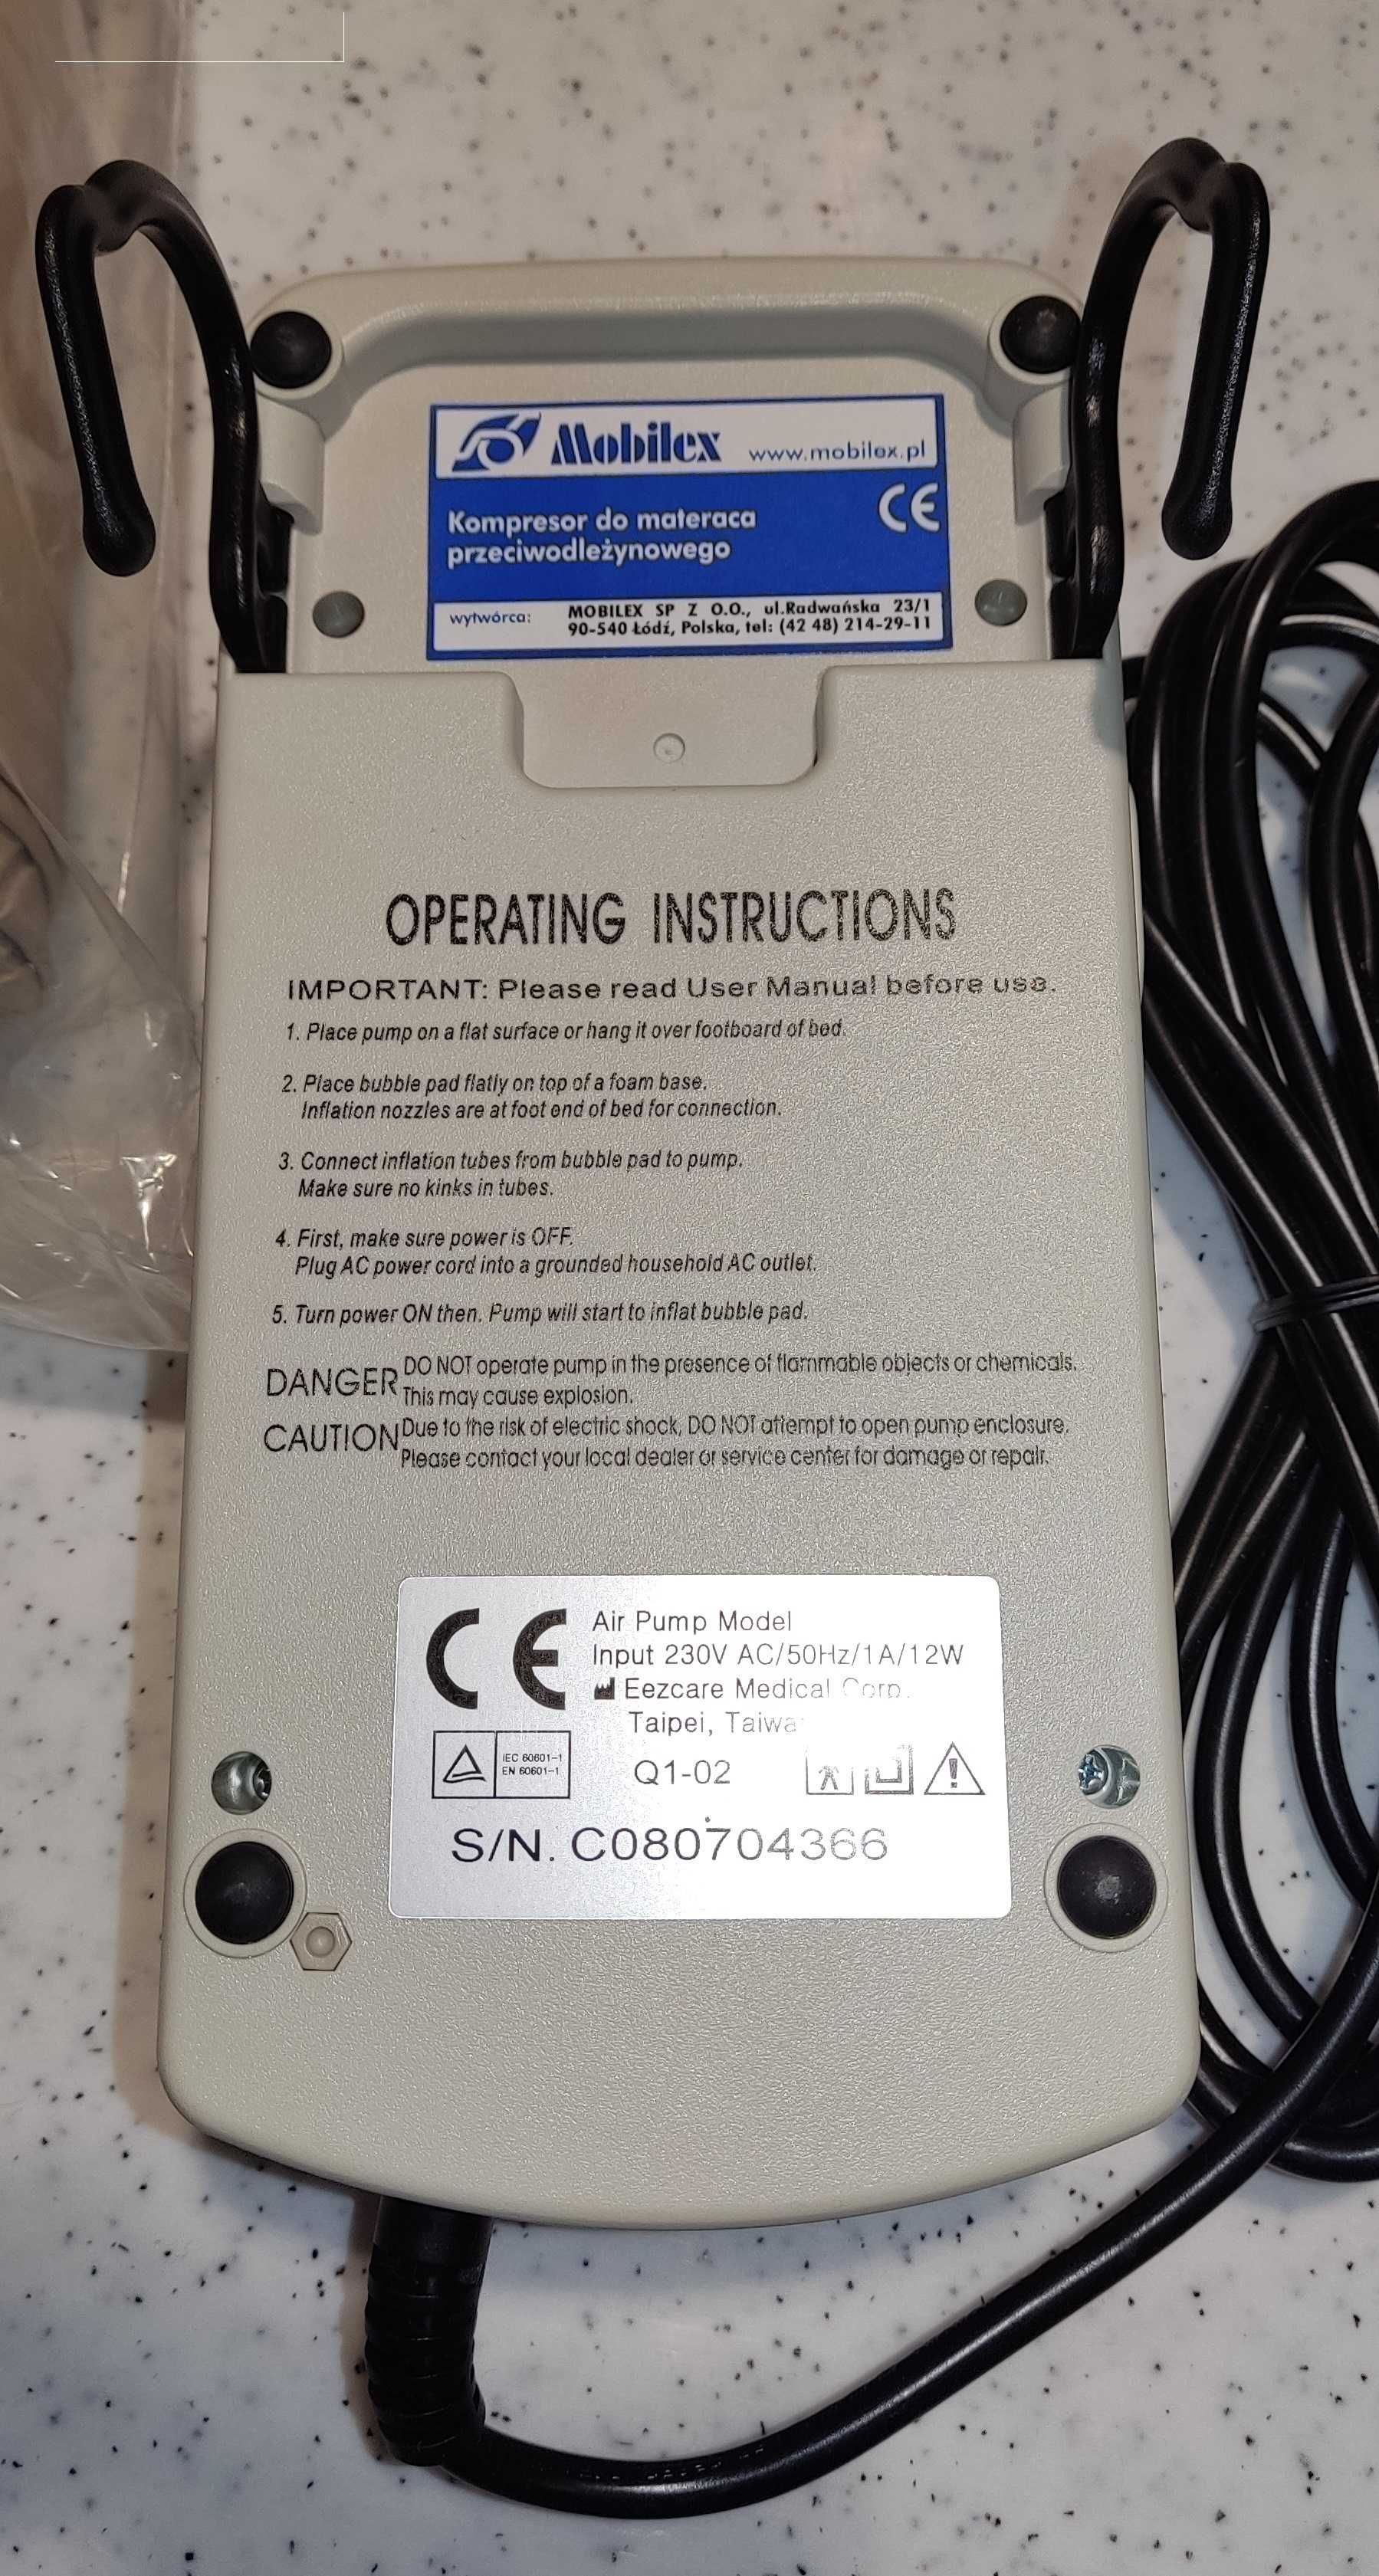 Mobilex www.mobilex.pl
Kompresor do materaca
przeciwodleżynowego
CE
wytwórca: MOBILEX SP Z O.O., ul.Radwańska 23/1
90-540 Łódź, Polska, tel: (42 48) 214-29-11
OPERATING INSTRUCTIONS
IMPORTANT: Please read User Manual before use.
1. Place pump on a flat surface or hang it over footboard of bed.
2. Place bubble pad flatly on top of a foam base.
Inflation nozzles are at foot end of bed for connection.
3. Connect inflation tubes from bubble pad to pump.
Make sure no kinks in tubes.
4. First, make sure power is OFF.
Plug AC power cord into a grounded household AC outlet.
5. Turn power ON then. Pump will start to inflat bubble pad.
DANGER DO NOT operate pump in the presence of flammable objects or chemicals.
This may cause explosion.
CAUTION Due to the risk of electric shock, DO NOT attempt to open pump enclosure.
Please contact your local dealer or service center for damage or repair.
CE
Air Pump Model
Input 230V AC/50Hz/1A/12W
Eezcare Medical Corp.
Taipei, Taiwa
IEC 60601-1
EN 60601-1
Q1-02
S/N. C080704366